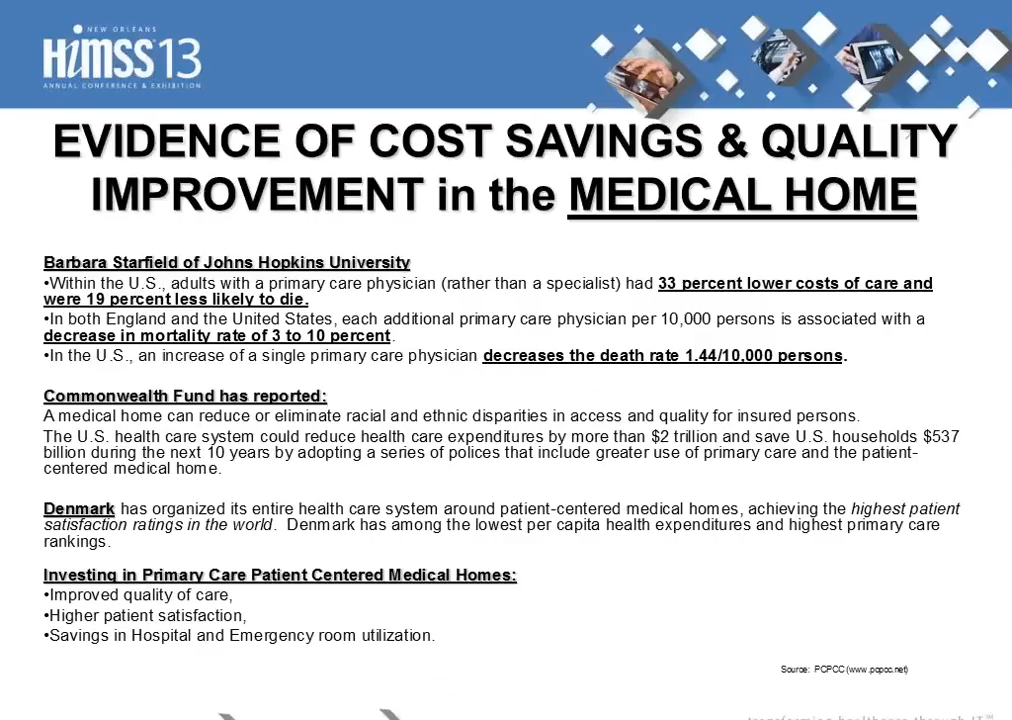 NEW ORLEANS
HIMSS 13
ANNUAL CONFERENCE & EXHIBITION
EVIDENCE OF COST SAVINGS & QUALITY
IMPROVEMENT in the MEDICAL HOME
Barbara Starfield of Johns Hopkins University
•Within the U.S., adults with a primary care physician (rather than a specialist) had 33 percent lower costs of care and
were 19 percent less likely to die.
•In both England and the United States, each additional primary care physician per 10,000 persons is associated with a
decrease in mortality rate of 3 to 10 percent.
•In the U.S., an increase of a single primary care physician decreases the death rate 1.44/10,000 persons.
Commonwealth Fund has reported:
A medical home can reduce or eliminate racial and ethnic disparities in access and quality for insured persons.
The U.S. health care system could reduce health care expenditures by more than $2 trillion and save U.S. households $537
billion during the next 10 years by adopting a series of polices that include greater use of primary care and the patient-
centered medical home.
Denmark has organized its entire health care system around patient-centered medical homes, achieving the highest patient
satisfaction ratings in the world. Denmark has among the lowest per capita health expenditures and highest primary care
rankings.
Investing in Primary Care Patient Centered Medical Homes:
•Improved quality of care,
•Higher patient satisfaction,
•Savings in Hospital and Emergency room utilization.
Source: PCPCC (www.pcpcc.net)
transforming healthcare through IT℠